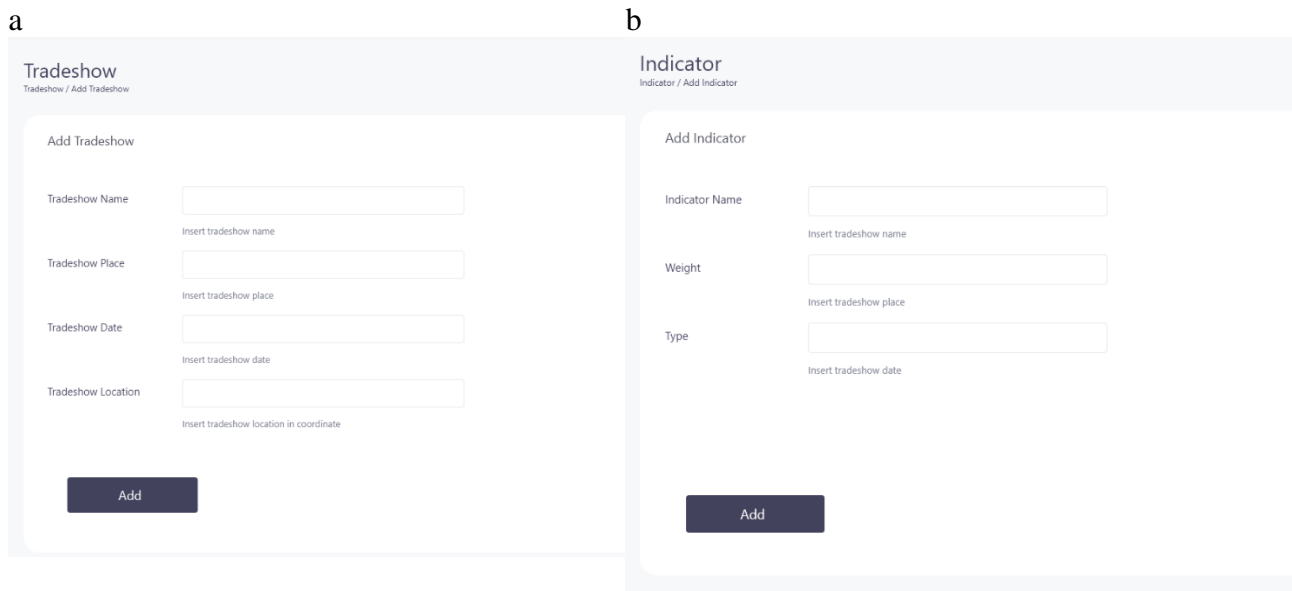 a
Tradeshow
Tradeshow / Add Tradeshow
Add Tradeshow
Tradeshow Name
Insert tradeshow name
Tradeshow Place
Insert tradeshow place
Tradeshow Date
Insert tradeshow date
Tradeshow Location
Insert tradeshow location in coordinate
Add
b
Indicator
Indicator / Add Indicator
Add Indicator
Indicator Name
Insert tradeshow name
Weight
Insert tradeshow place
Type
Insert tradeshow date
Add